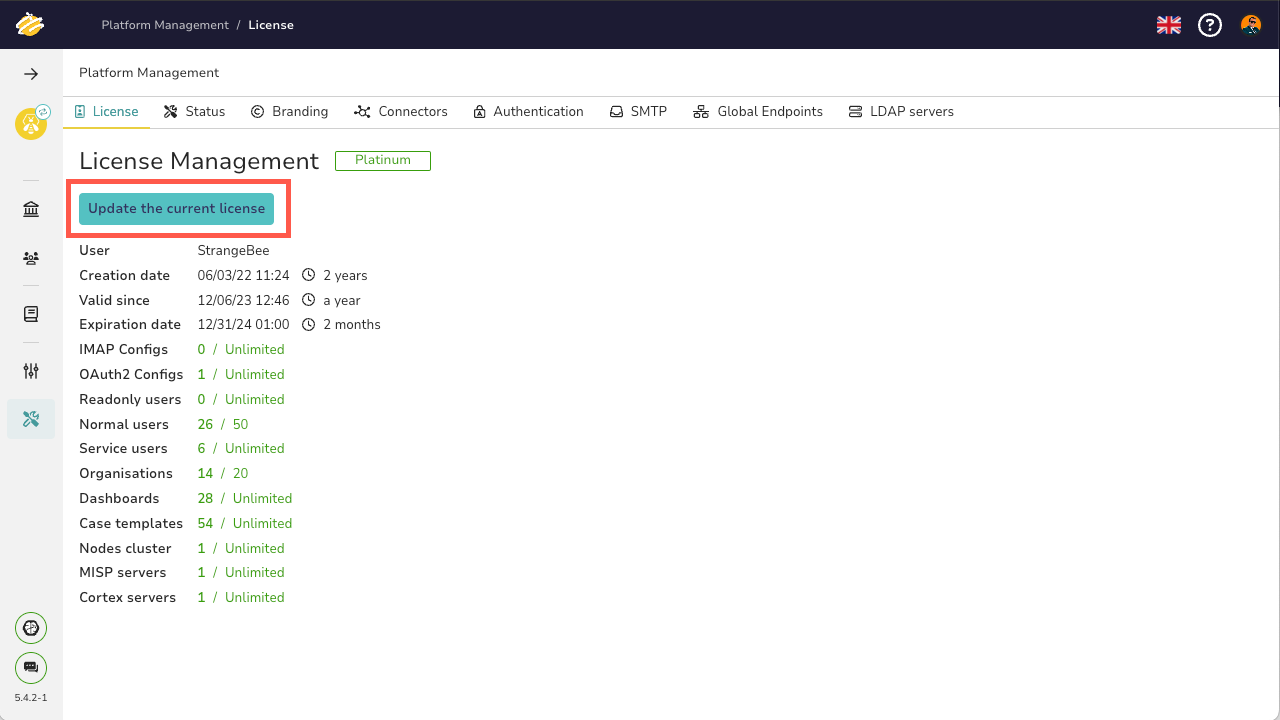 Platform Management / License
Platform Management
License Status Branding Connectors Authentication SMTP Global Endpoints LDAP servers
License Management Platinum
Update the current license
User StrangeBee
Creation date 06/03/22 11:24 2 years
Valid since 12/06/23 12:46 a year
Expiration date 12/31/24 01:00 2 months
IMAP Configs 0 / Unlimited
OAuth2 Configs 1 / Unlimited
Readonly users 0 / Unlimited
Normal users 26 / 50
Service users 6 / Unlimited
Organisations 14 / 20
Dashboards 28 / Unlimited
Case templates 54 / Unlimited
Nodes cluster 1 / Unlimited
MISP servers 1 / Unlimited
Cortex servers 1 / Unlimited
5.4.2-1